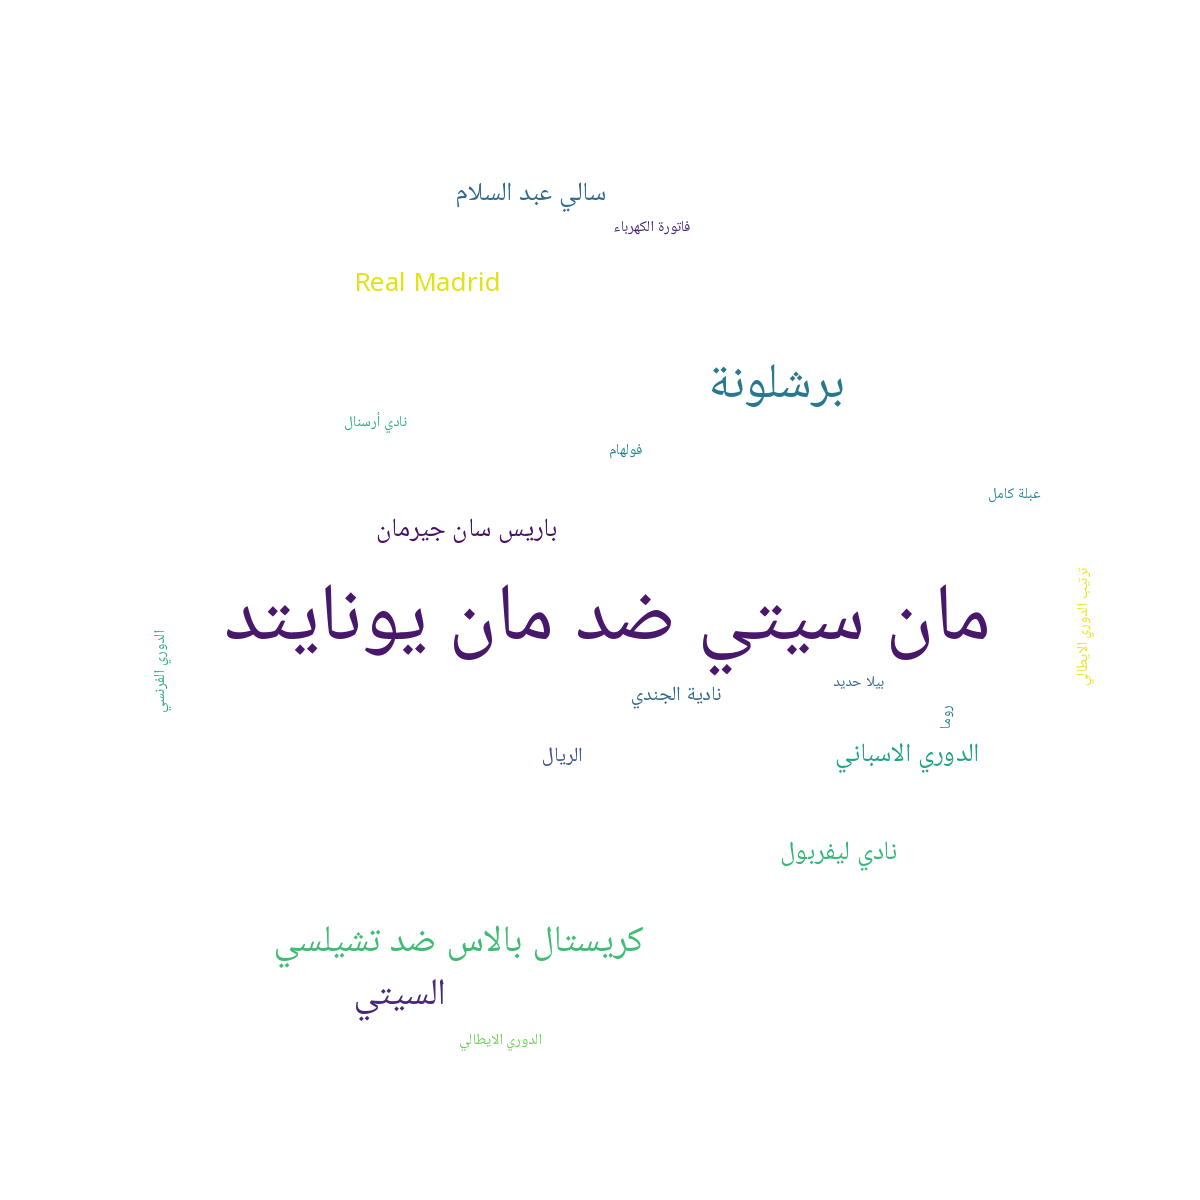 سالي عبد السلام
فاتورة الكهرباء
Real Madrid
برشلونة
نادي أرسنال
فولهام
عبلة كامل
باريس سان جيرمان
مان سيتي ضد مان يونايتد
ترتيب الدوري الايطالي
الدوري الفرنسي
بيلا حديد
نادية الجندي
روما
الريال
الدوري الاسباني
نادي ليفربول
كريستال بالاس ضد تشيلسي
السيتي
الدوري الايطالي